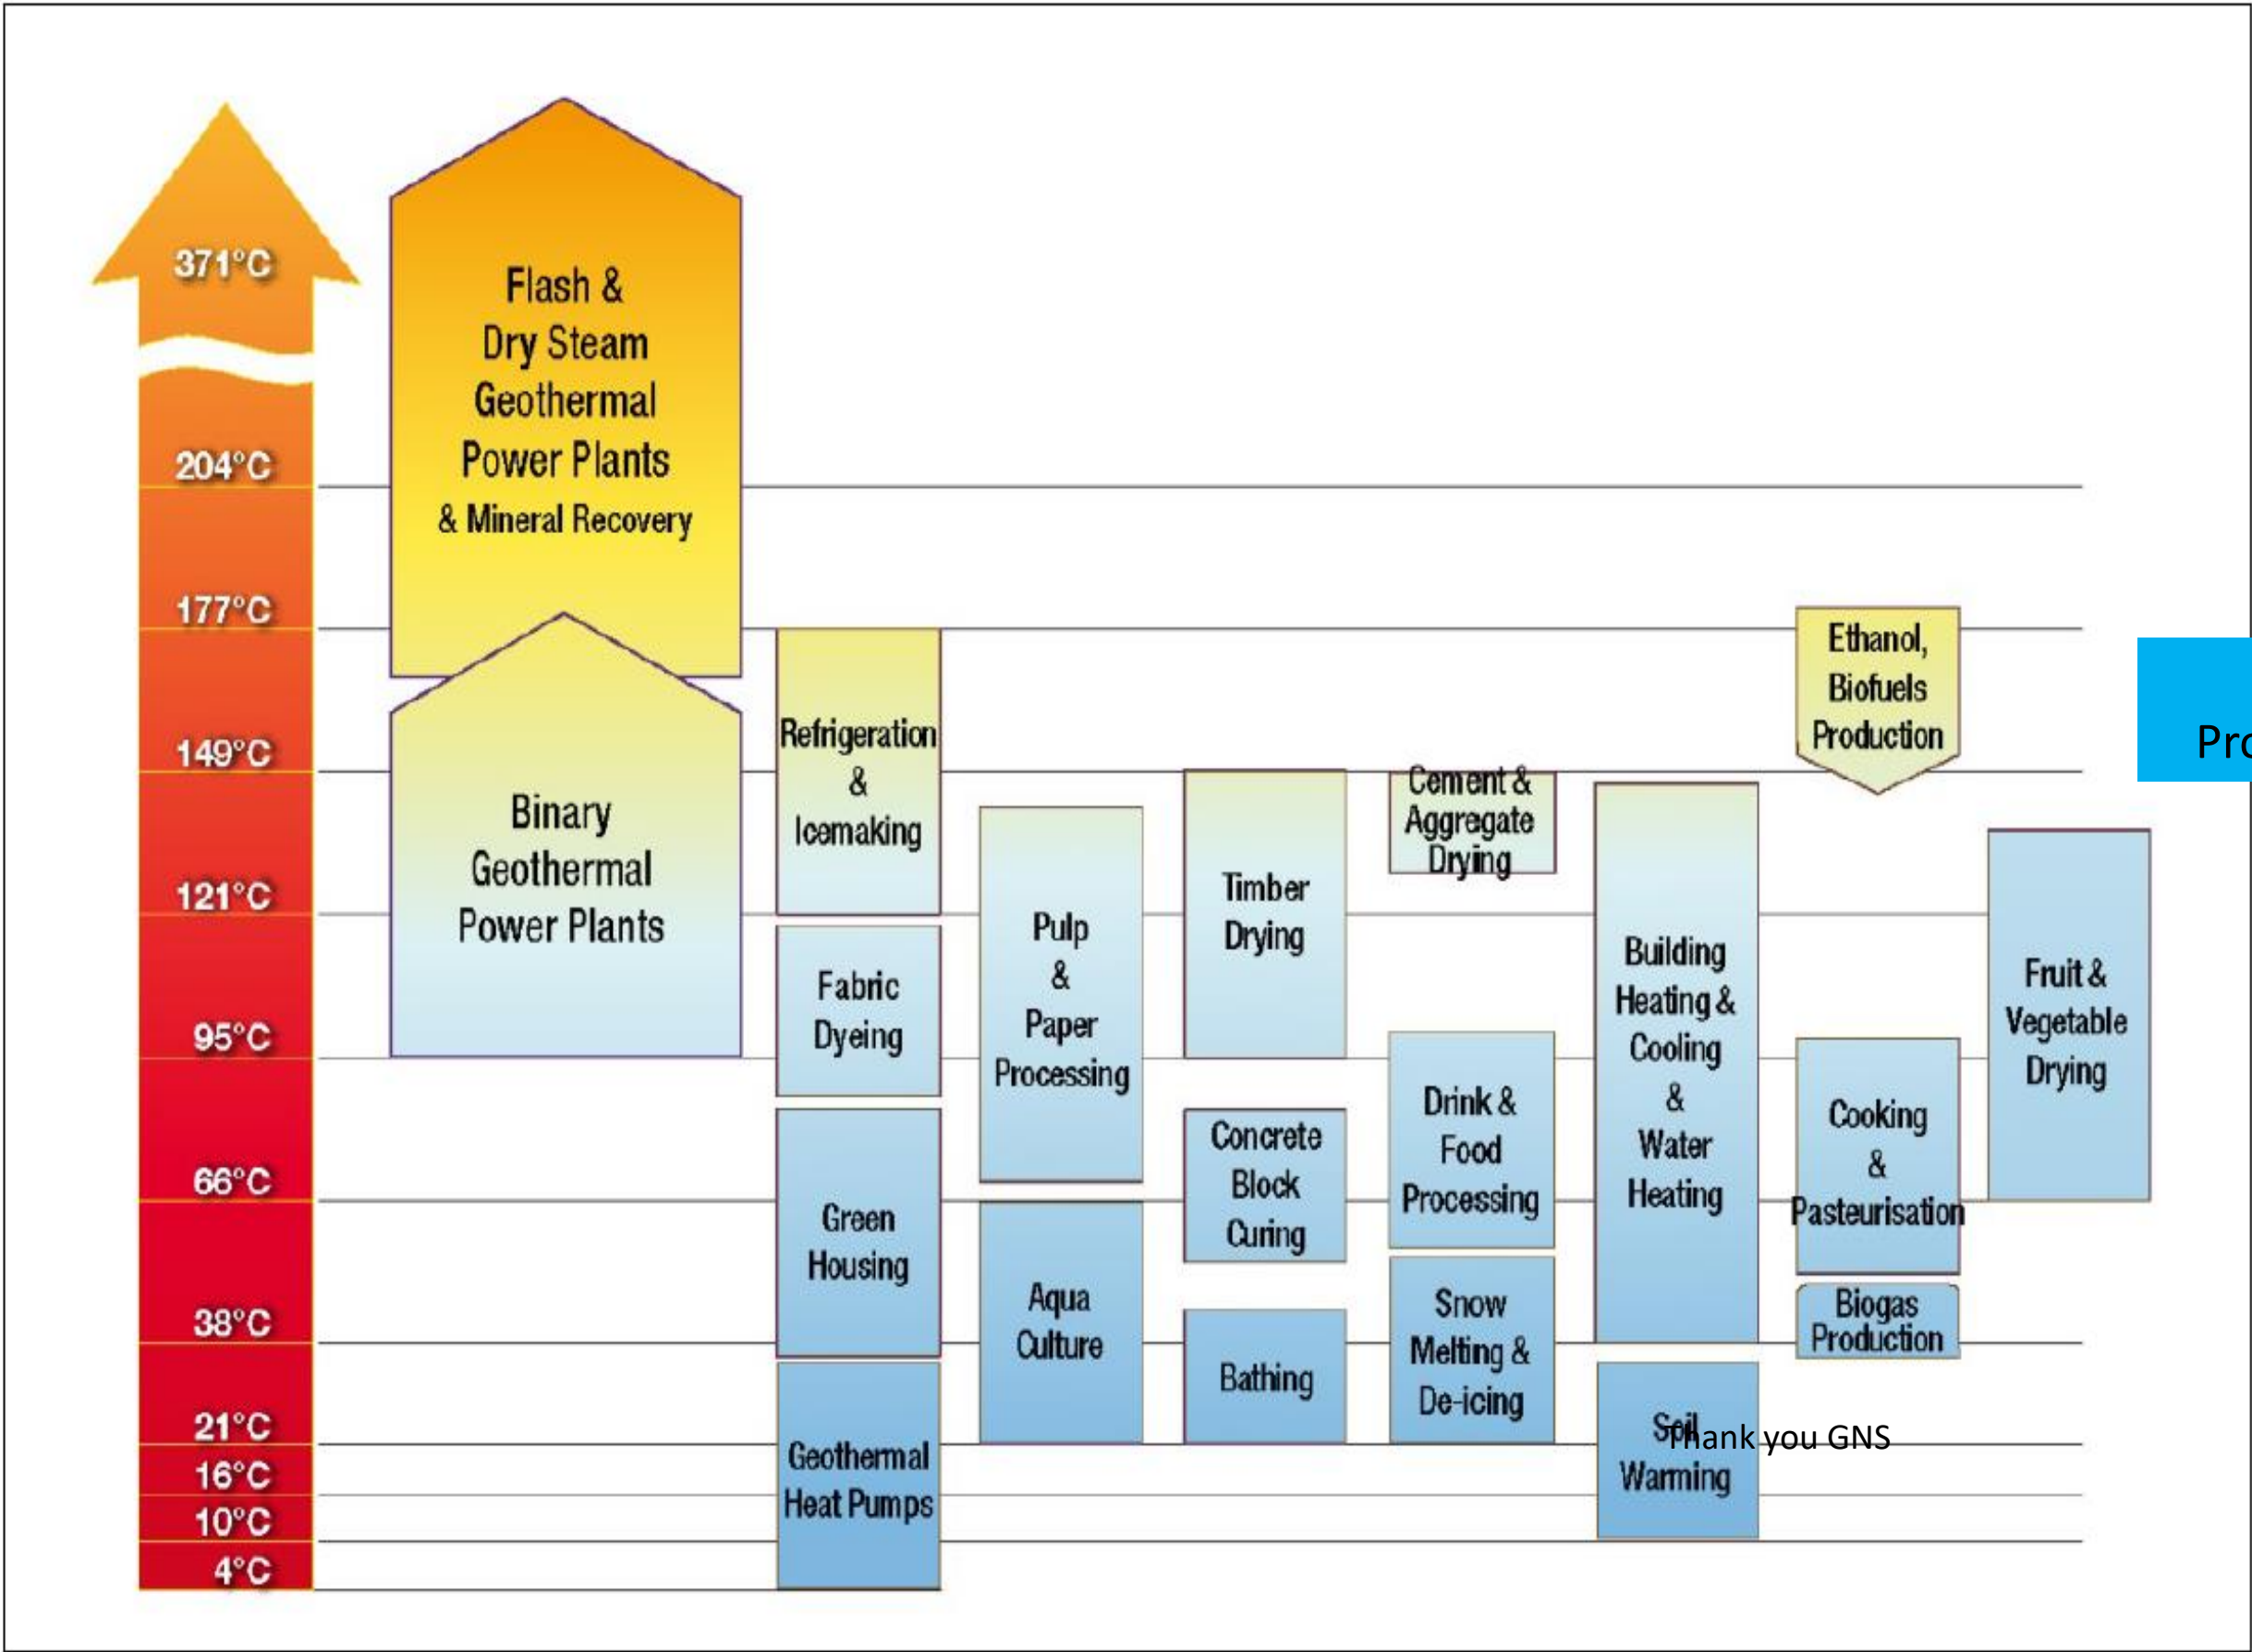 371°C
204°C
177°C
149°C
121°C
95°C
66°C
38°C
21°C
16°C
10°C
4°C
Flash &
Dry Steam
Geothermal
Power Plants
& Mineral Recovery
Binary
Geothermal
Power Plants
Refrigeration
&
Icemaking
Fabric
Dyeing
Green
Housing
Geothermal
Heat Pumps
Pulp
&
Paper
Processing
Aqua
Culture
Timber
Drying
Concrete
Block
Curing
Bathing
Cement &
Aggregate
Drying
Drink &
Food
Processing
Snow
Melting &
De-icing
Building
Heating &
Cooling
&
Water
Heating
Soil
Warming
Ethanol,
Biofuels
Production
Cooking
&
Pasteurisation
Biogas
Production
Fruit &
Vegetable
Drying
Thank you GNS